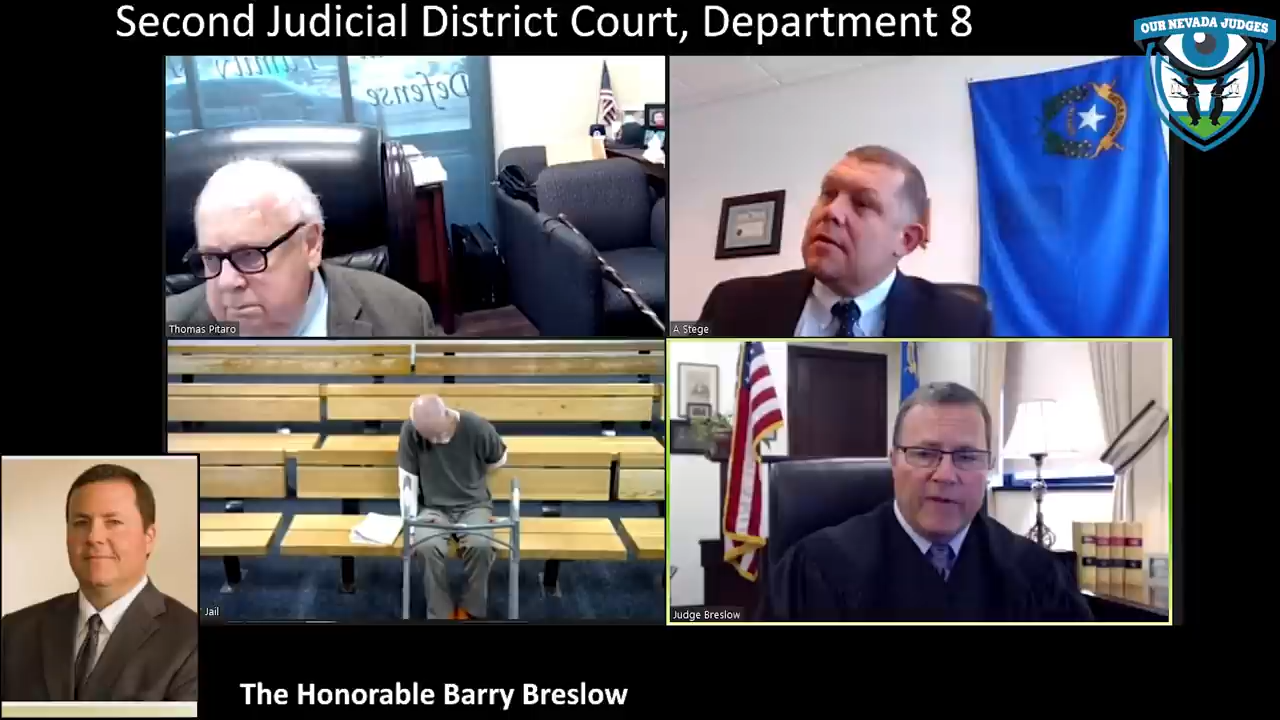 Second Judicial District Court, Department 8
OUR NEVADA JUDGES
Family
Defense
Thomas Pitaro
A Stege
Jail
Judge Breslow
The Honorable Barry Breslow